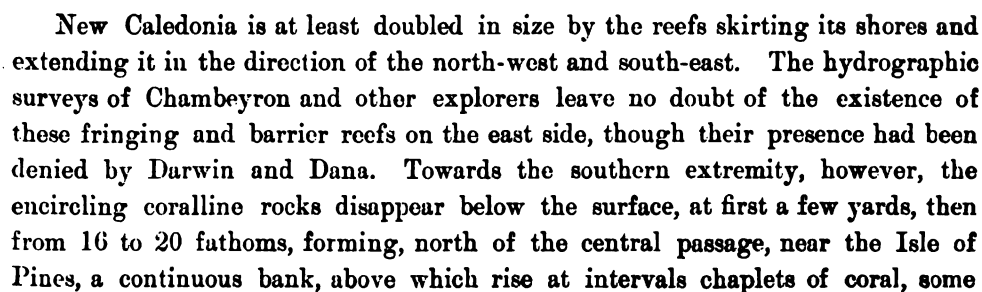 New Caledonia is at least doubled in size by the reefs skirting its shores and
extending it in the direction of the north-west and south-east. The hydrographic
surveys of Chambeyron and other explorers leave no doubt of the existence of
these fringing and barrier reefs on the east side, though their presence had been
denied by Darwin and Dana. Towards the southern extremity, however, the
encircling coralline rocks disappear below the surface, at first a few yards, then
from 16 to 20 fathoms, forming, north of the central passage, near the Isle of
Pines, a continuous bank, above which rise at intervals chaplets of coral, some